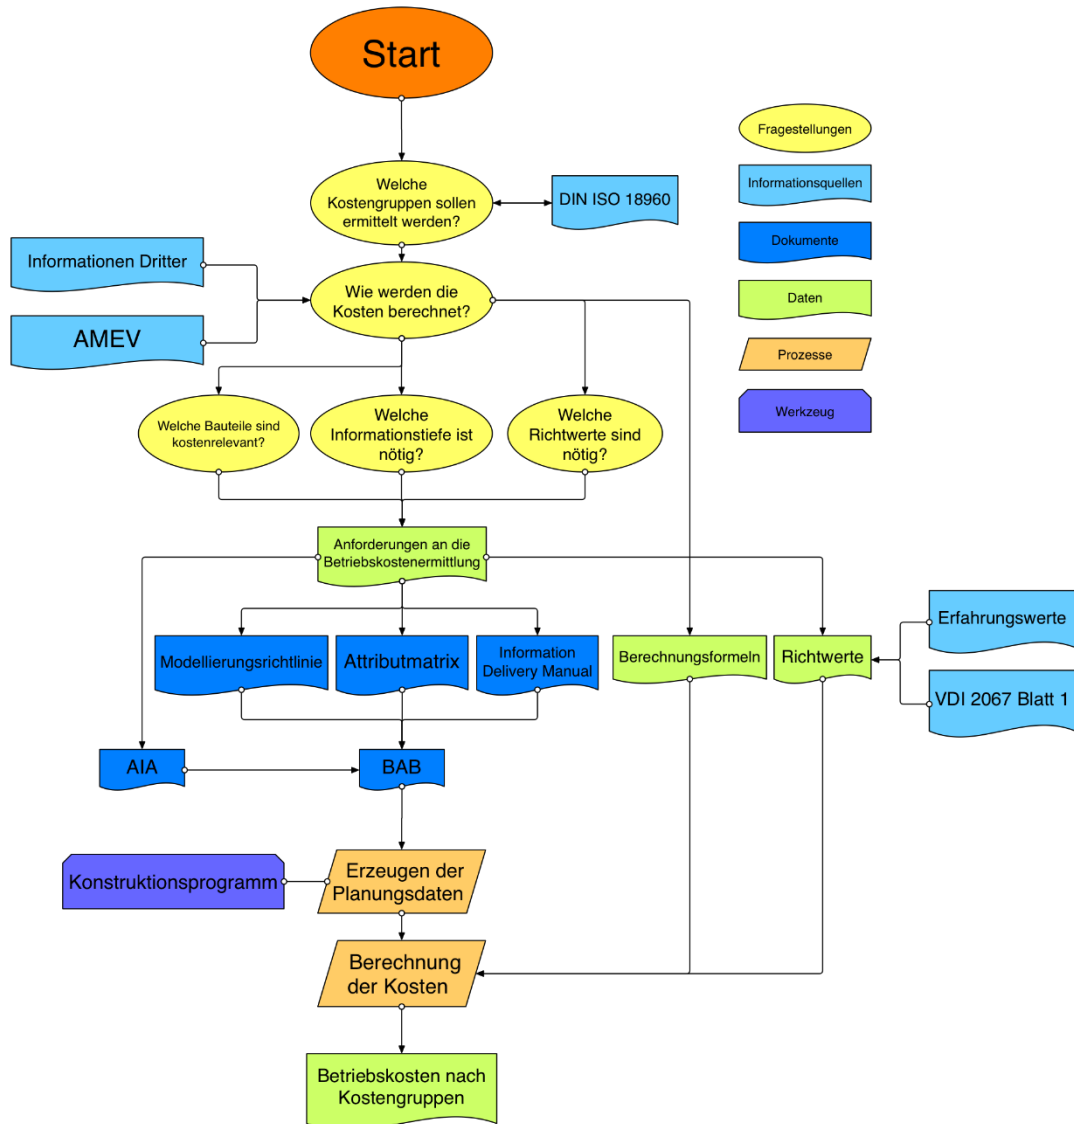 Start
Fragestellungen
Welche
Kostengruppen sollen
ermittelt werden?
DIN ISO 18960
Informationsquellen
Dokumente
Informationen Dritter
Wie werden die
Kosten berechnet?
Daten
AMEV
Prozesse
Werkzeug
Welche Bauteile sind
kostenrelevant?
Welche
Informationstiefe ist
nötig?
Welche
Richtwerte sind
nötig?
Anforderungen an die
Betriebskostenermittlung
Modellierungsrichtlinie
Attributmatrix
Information
Delivery Manual
Berechnungsformeln
Richtwerte
Erfahrungswerte
VDI 2067 Blatt 1
AIA
BAB
Konstruktionsprogramm
Erzeugen der
Planungsdaten
Berechnung
der Kosten
Betriebskosten nach
Kostengruppen